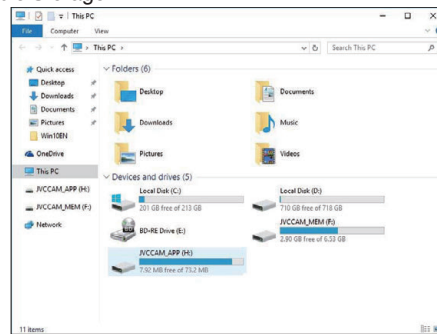 This PC
File Computer View
This PC
Search This PC
Quick access
Desktop
Downloads
Documents
Pictures
Win10EN
OneDrive
This PC
JVCCAM_APP (H:)
JVCCAM_MEM (F:)
Network
Folders (6)
Desktop
Documents
Downloads
Music
Pictures
Videos
Devices and drives (5)
Local Disk (C:)
201 GB free of 213 GB
Local Disk (D:)
710 GB free of 718 GB
BD-RE Drive (E:)
JVCCAM_MEM (F:)
2.90 GB free of 6.53 GB
JVCCAM_APP (H:)
7.92 MB free of 73.2 MB
11 items